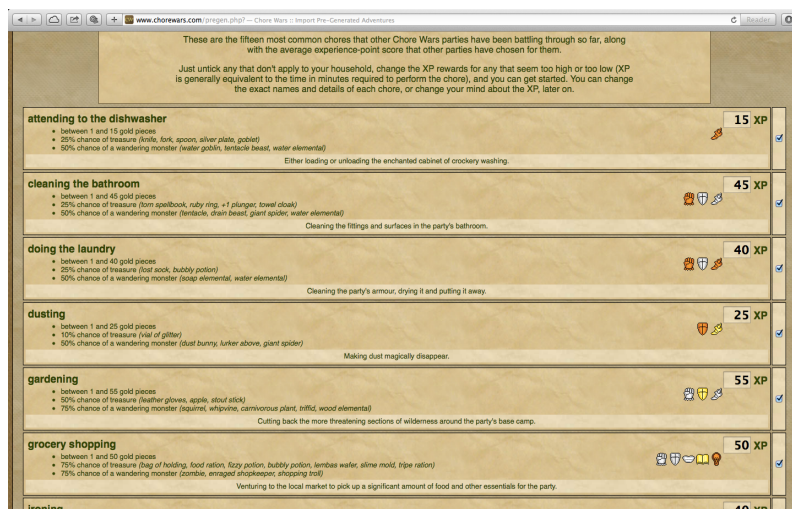 www.chorewars.com/pregen.php? — Chore Wars :: Import Pre-Generated Adventures
Reader
These are the fifteen most common chores that other Chore Wars parties have been battling through so far, along
with the average experience-point score that other parties have chosen for them.
Just untick any that don't apply to your household, change the XP rewards for any that seem too high or too low (XP
is generally equivalent to the time in minutes required to perform the chore), and you can get started. You can change
the exact names and details of each chore, or change your mind about the XP, later on.
attending to the dishwasher
15 XP
between 1 and 15 gold pieces
25% chance of treasure (knife, fork, spoon, silver plate, goblet)
50% chance of a wandering monster (water goblin, tentacle beast, water elemental)
Either loading or unloading the enchanted cabinet of crockery washing.
cleaning the bathroom
45 XP
between 1 and 45 gold pieces
25% chance of treasure (torn spellbook, ruby ring, +1 plunger, towel cloak)
50% chance of a wandering monster (tentacle, drain beast, giant spider, water elemental)
Cleaning the fittings and surfaces in the party's bathroom.
doing the laundry
40 XP
between 1 and 40 gold pieces
25% chance of treasure (lost sock, bubbly potion)
50% chance of a wandering monster (soap elemental, water elemental)
Cleaning the party's armour, drying it and putting it away.
dusting
25 XP
between 1 and 25 gold pieces
10% chance of treasure (vial of glitter)
50% chance of a wandering monster (dust bunny, lurker above, giant spider)
Making dust magically disappear.
gardening
55 XP
between 1 and 55 gold pieces
50% chance of treasure (leather gloves, apple, stout stick)
75% chance of a wandering monster (squirrel, whipvine, carnivorous plant, triffid, wood elemental)
Cutting back the more threatening sections of wilderness around the party's base camp.
grocery shopping
50 XP
between 1 and 50 gold pieces
75% chance of treasure (bag of holding, food ration, fizzy potion, bubbly potion, lembas wafer, slime mold, tripe ration)
75% chance of a wandering monster (zombie, enraged shopkeeper, shopping troll)
Venturing to the local market to pick up a significant amount of food and other essentials for the party.
ironing
40 XP